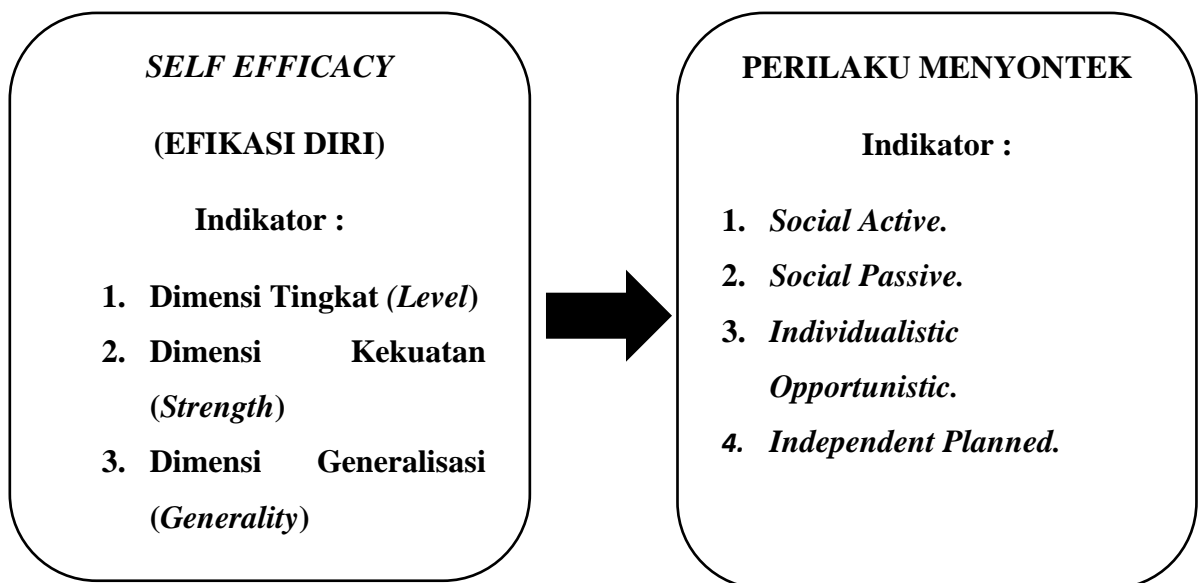 SELF EFFICACY
(EFIKASI DIRI)
Indikator :
1. Dimensi Tingkat (Level)
2. Dimensi Kekuatan
(Strength)
3. Dimensi Generalisasi
(Generality)
PERILAKU MENYONTEK
Indikator :
1. Social Active.
2. Social Passive.
3. Individualistic
Opportunistic.
4. Independent Planned.